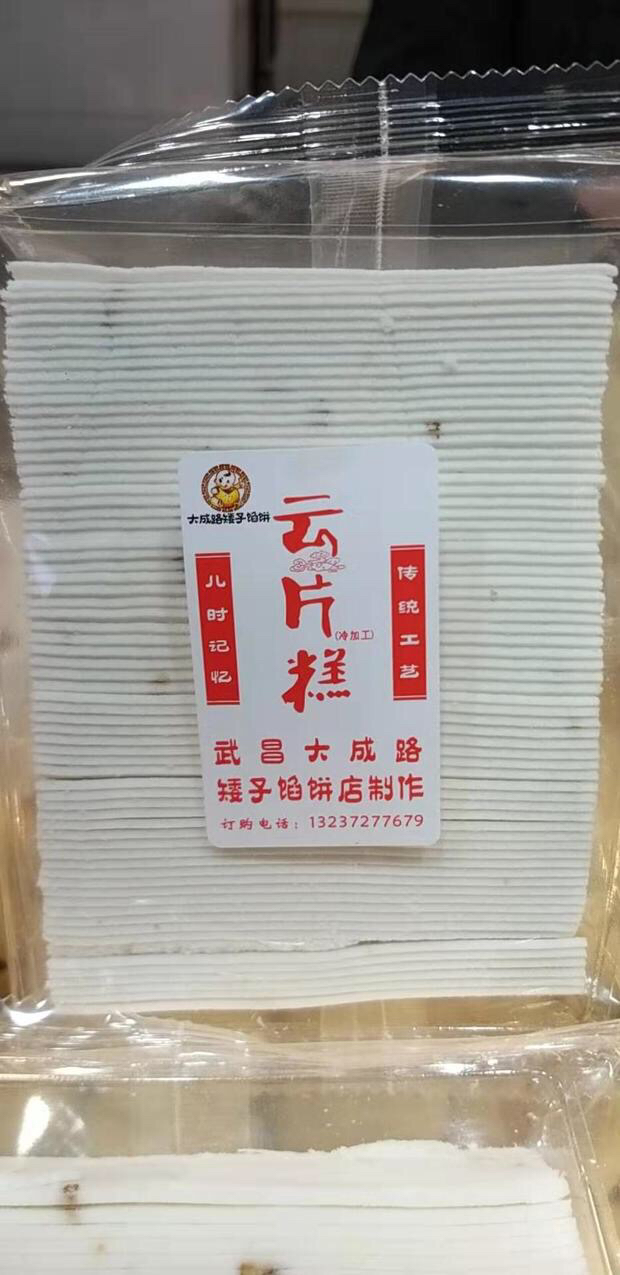 大成路矮子馅饼
云片糕
(冷加工)
儿时记忆
传统工艺
武昌大成路
矮子馅饼店制作
订购电话：13237277679